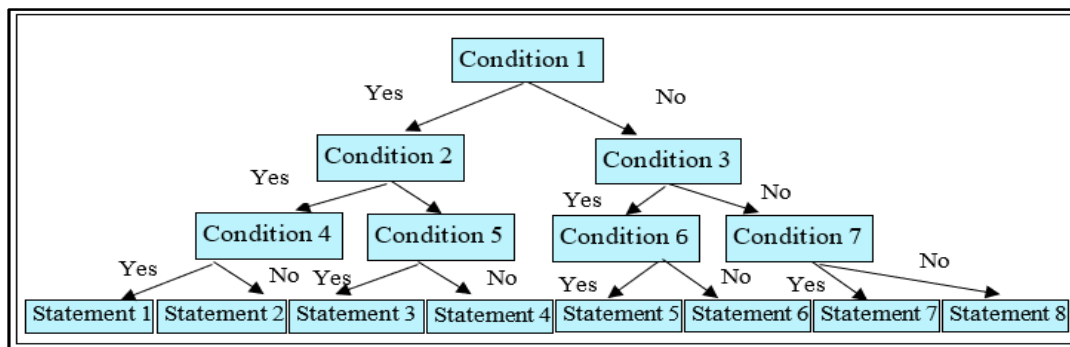 Condition 1
Yes
No
Condition 2
Condition 3
Yes
Yes
No
Condition 4
Condition 5
Condition 6
Condition 7
Yes
No
Yes
No
Yes
No
Yes
No
Statement 1
Statement 2
Statement 3
Statement 4
Statement 5
Statement 6
Statement 7
Statement 8